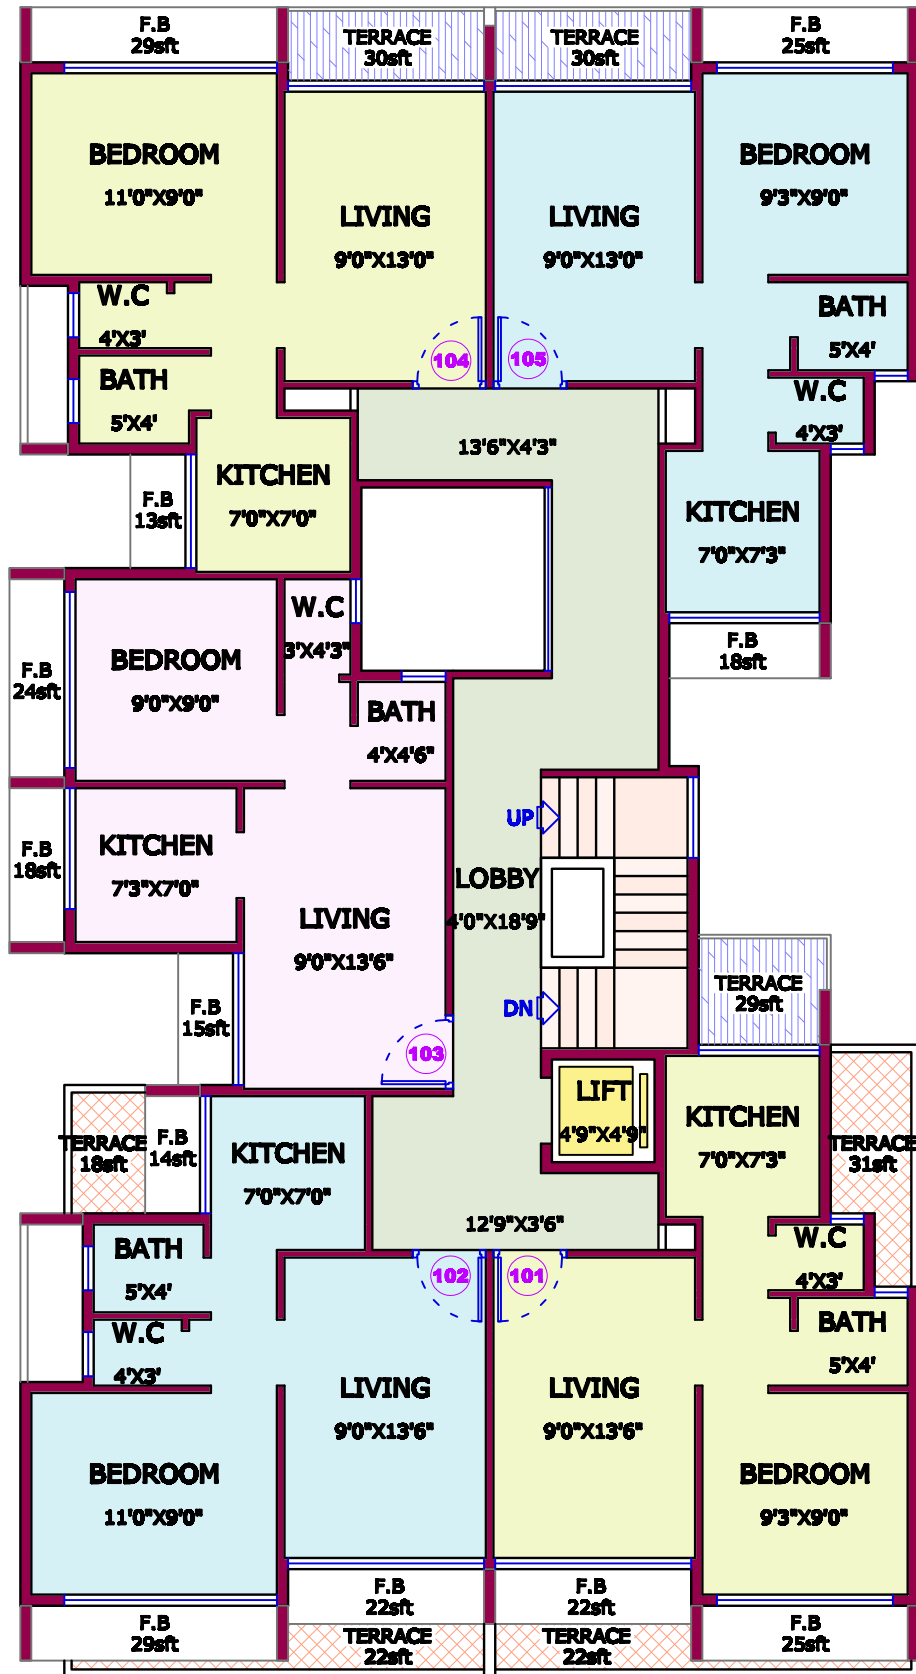 F.B
29sft
TERRACE
30sft
TERRACE
30sft
F.B
25sft
BEDROOM
11'0"X9'0"
LIVING
9'0"X13'0"
LIVING
9'0"X13'0"
BEDROOM
9'3"X9'0"
W.C
4'X3'
BATH
5'X4'
104
105
BATH
5'X4'
W.C
4'X3'
13'6"X4'3"
KITCHEN
7'0"X7'0"
F.B
13sft
KITCHEN
7'0"X7'3"
F.B
18sft
F.B
24sft
BEDROOM
9'0"X9'0"
W.C
3'X4'3"
BATH
4'X4'6"
UP
F.B
18sft
KITCHEN
7'3"X7'0"
LOBBY
4'0"X18'9"
LIVING
9'0"X13'6"
F.B
15sft
DN
TERRACE
29sft
103
LIFT
4'9"X4'9"
TERRACE
18sft
F.B
14sft
KITCHEN
7'0"X7'0"
KITCHEN
7'0"X7'3"
TERRACE
31sft
12'9"X3'6"
BATH
5'X4'
102
101
W.C
4'X3'
W.C
4'X3'
BATH
5'X4'
LIVING
9'0"X13'6"
LIVING
9'0"X13'6"
BEDROOM
11'0"X9'0"
BEDROOM
9'3"X9'0"
F.B
22sft
F.B
22sft
F.B
29sft
TERRACE
22sft
TERRACE
22sft
F.B
25sft